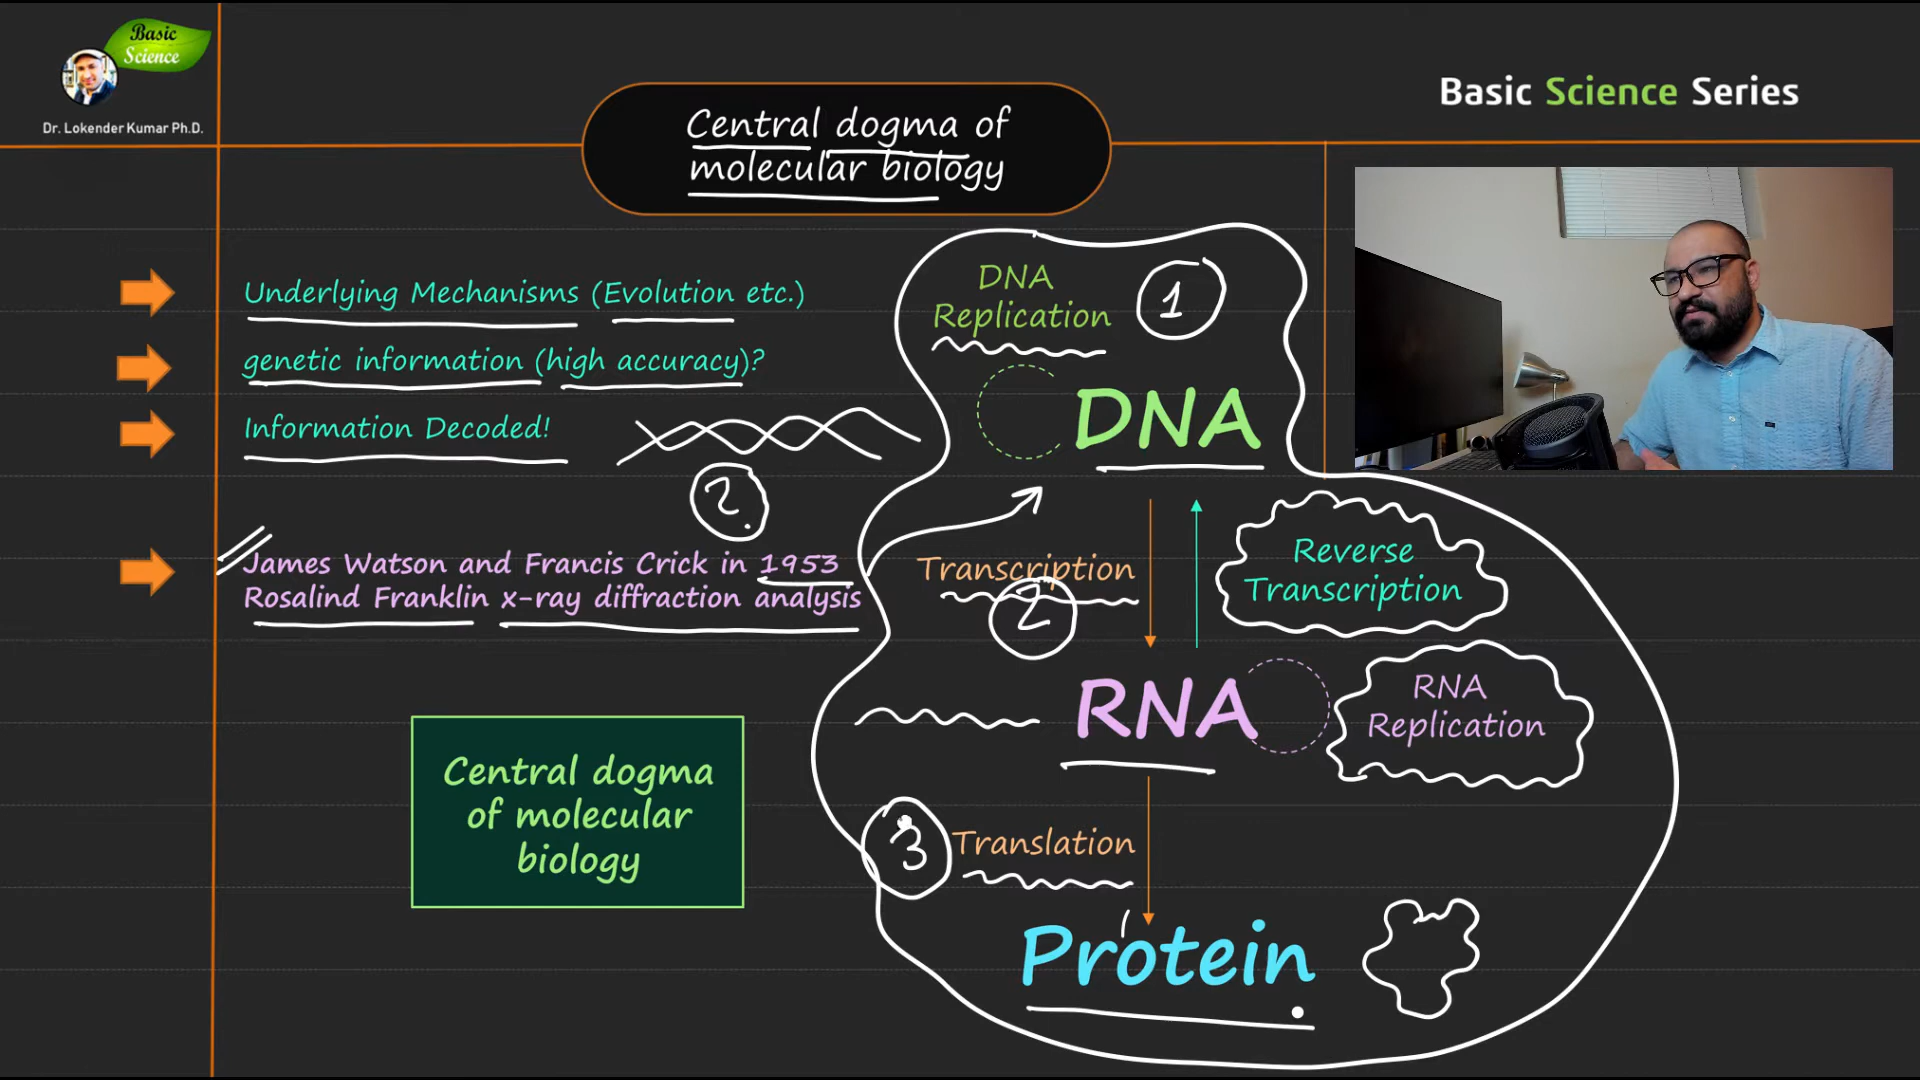 Basic
Science
Dr. Lokender Kumar Ph.D.
Basic Science Series
Central dogma of
molecular biology
Underlying Mechanisms (Evolution etc.)
genetic information (high accuracy)?
Information Decoded!
?
James Watson and Francis Crick in 1953
Rosalind Franklin x-ray diffraction analysis
Central dogma
of molecular
biology
DNA
Replication
1
DNA
Transcription
2
Reverse
Transcription
RNA
RNA
Replication
3
Translation
Protein